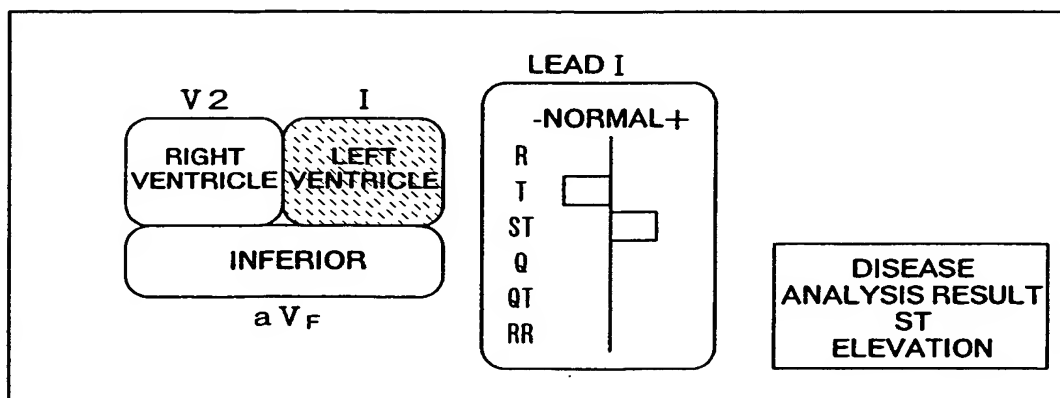 V2 I
RIGHT
VENTRICLE
LEFT
VENTRICLE
INFERIOR
aVF
LEAD I
-NORMAL+
R
T
ST
Q
QT
RR
DISEASE
ANALYSIS RESULT
ST
ELEVATION